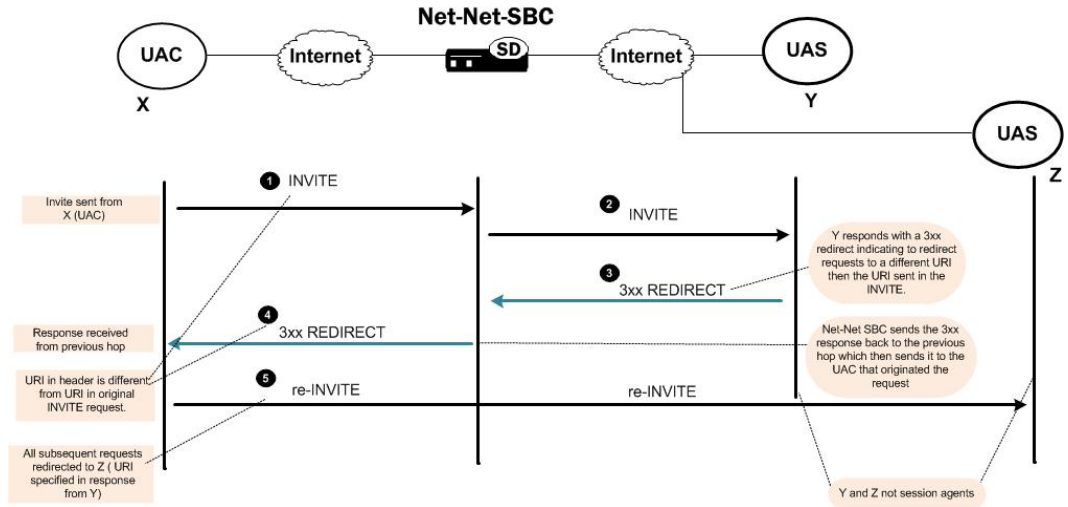 Net-Net-SBC
UAC
Internet
SD
Internet
UAS
X
Y
UAS
Z
1 INVITE
Invite sent from
X (UAC)
2
INVITE
Y responds with a 3xx
redirect indicating to redirect
requests to a different URI
then the URI sent in the
INVITE.
3
3xx REDIRECT
4
3xx REDIRECT
Response received
from previous hop
Net-Net SBC sends the 3xx
response back to the previous
hop which then sends it to the
UAC that originated the
request
URI in header is different
from URI in original
INVITE request.
5
re-INVITE
re-INVITE
All subsequent requests
redirected to Z ( URI
specified in response
from Y)
Y and Z not session agents